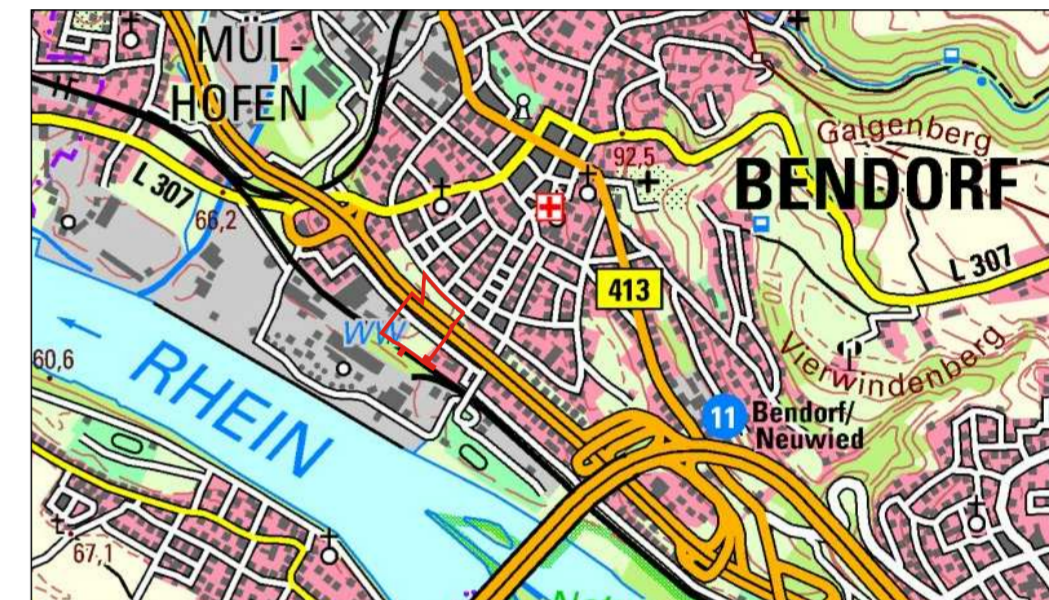 MÜL-
HOFEN
Galgenberg
92,5
BENDORF
L 307
66,2
170
L 307
413
WW
Vierwindenberg
60,6
RHEIN
11
Bendorf/
Neuwied
67,1